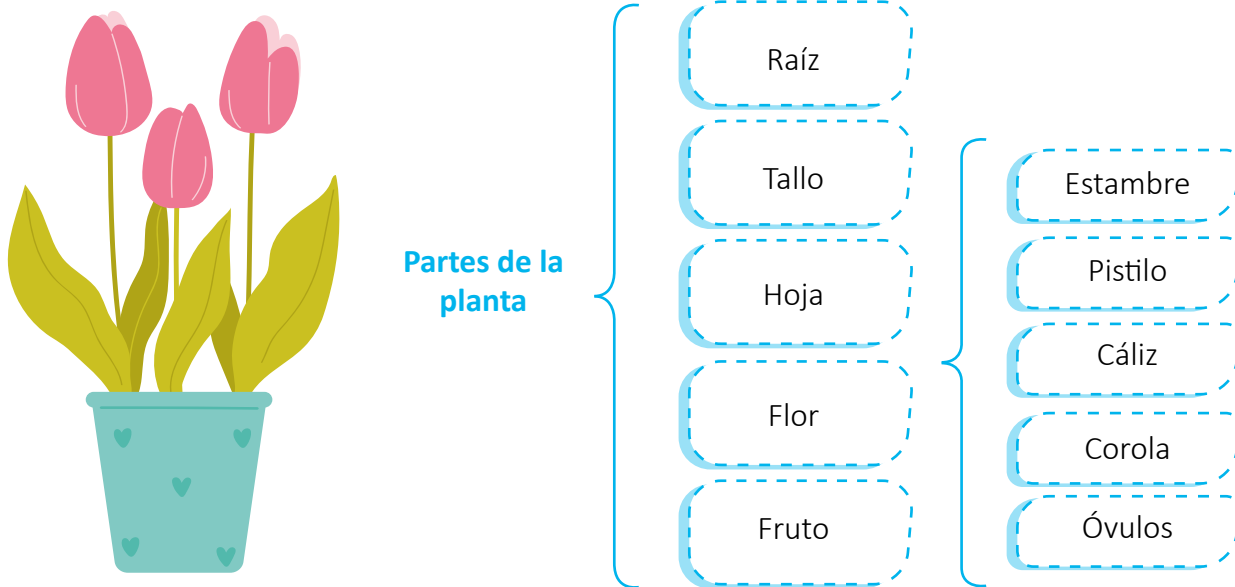 Partes de la
planta
Raíz
Tallo
Hoja
Flor
Fruto
Estambre
Pistilo
Cáliz
Corola
Óvulos